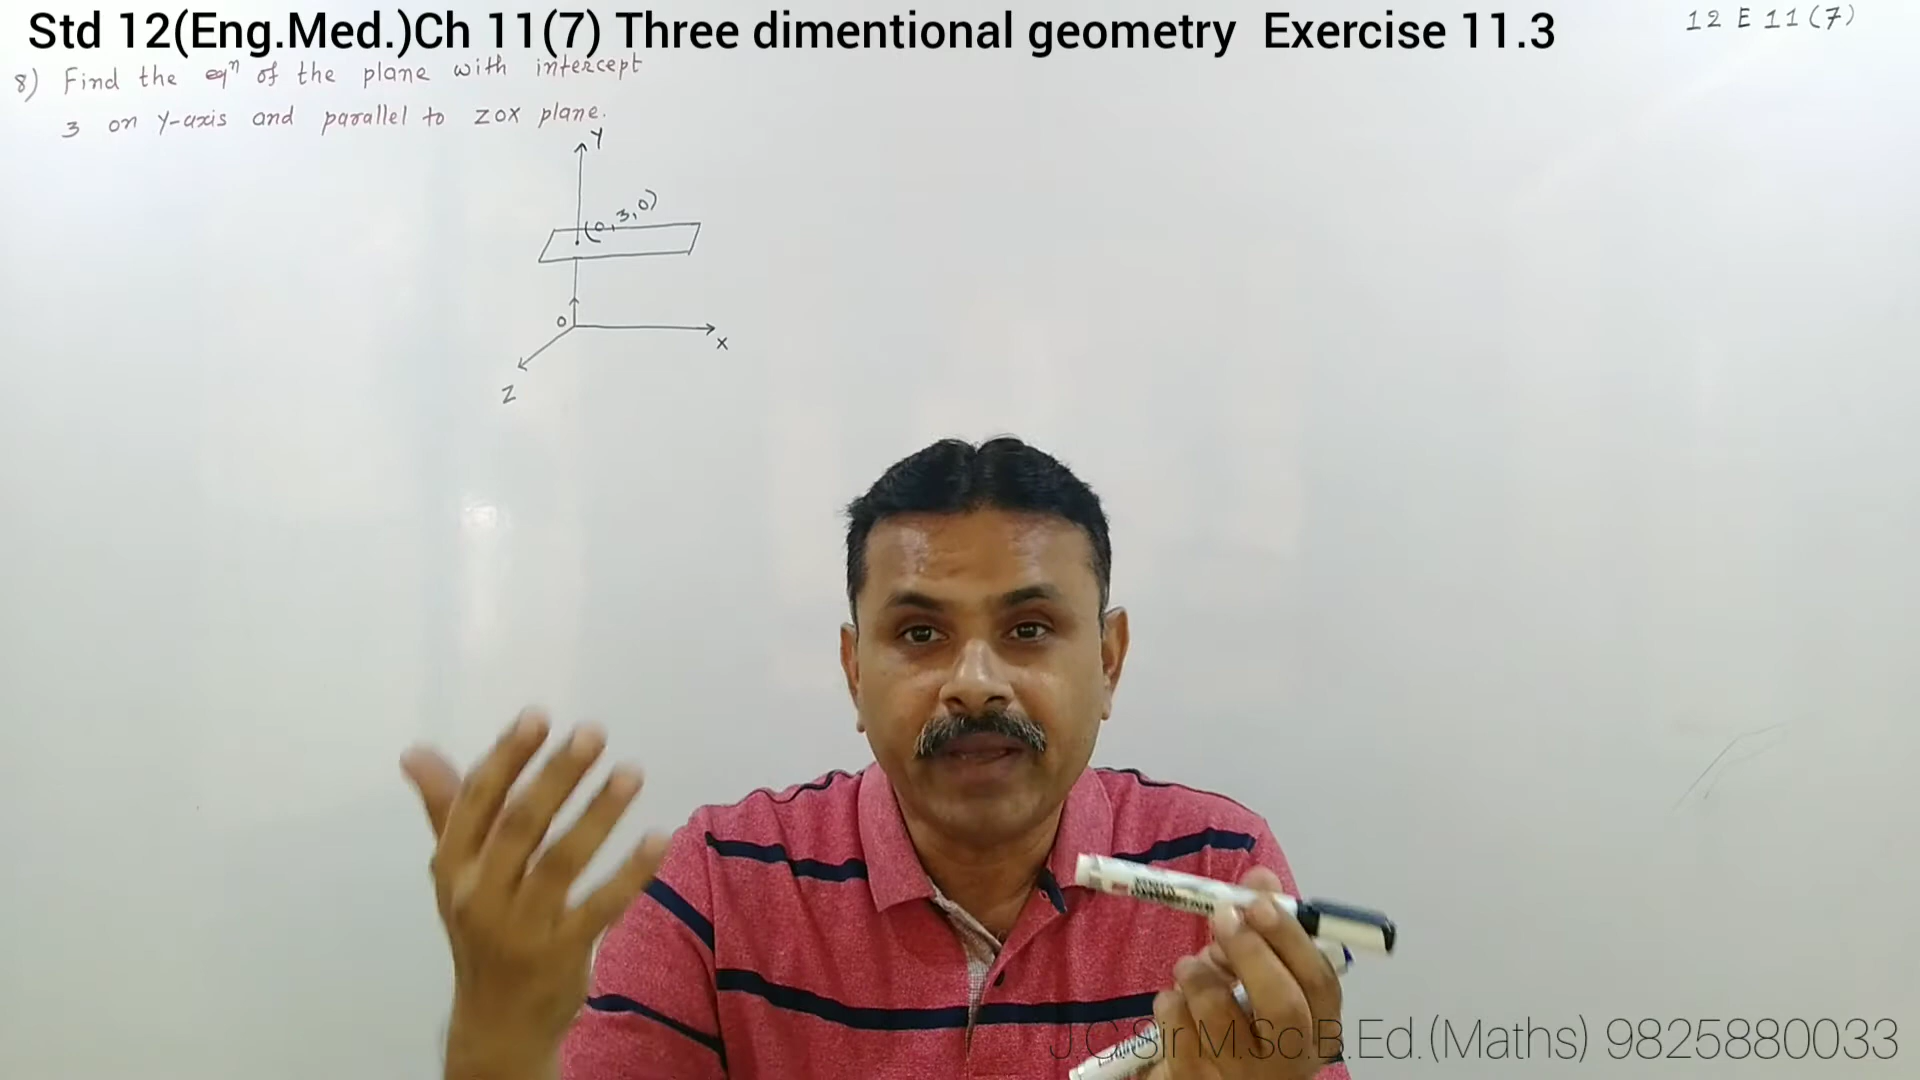 Std 12(Eng.Med.)Ch 11(7) Three dimentional geometry Exercise 11.3
12 E 11(7)
8) Find the eqⁿ of the plane with intercept
3 on Y-axis and parallel to ZOX plane.
Y
(0,3,0)
O
X
Z
J.G.Sir M.Sc.B.Ed.(Maths) 9825880033